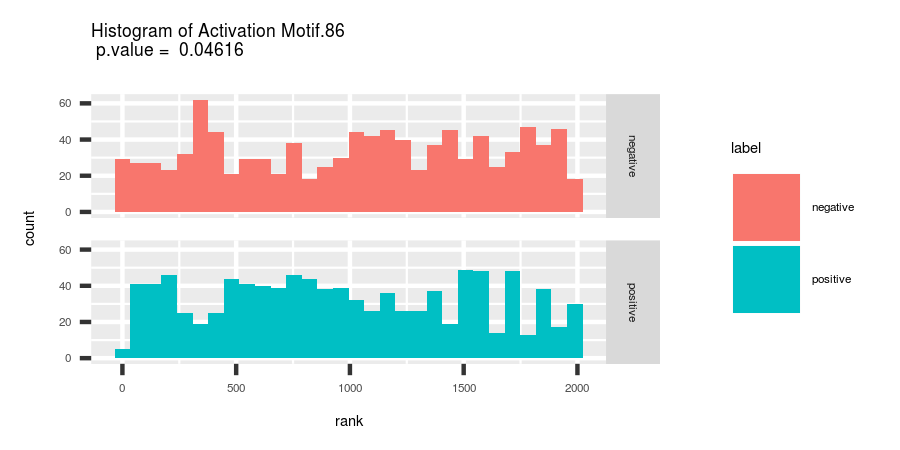 Histogram of Activation Motif.86
p.value = 0.04616
60
40
20
0
negative
60
40
20
0
positive
0 500 1000 1500 2000
rank
count
label
negative
positive